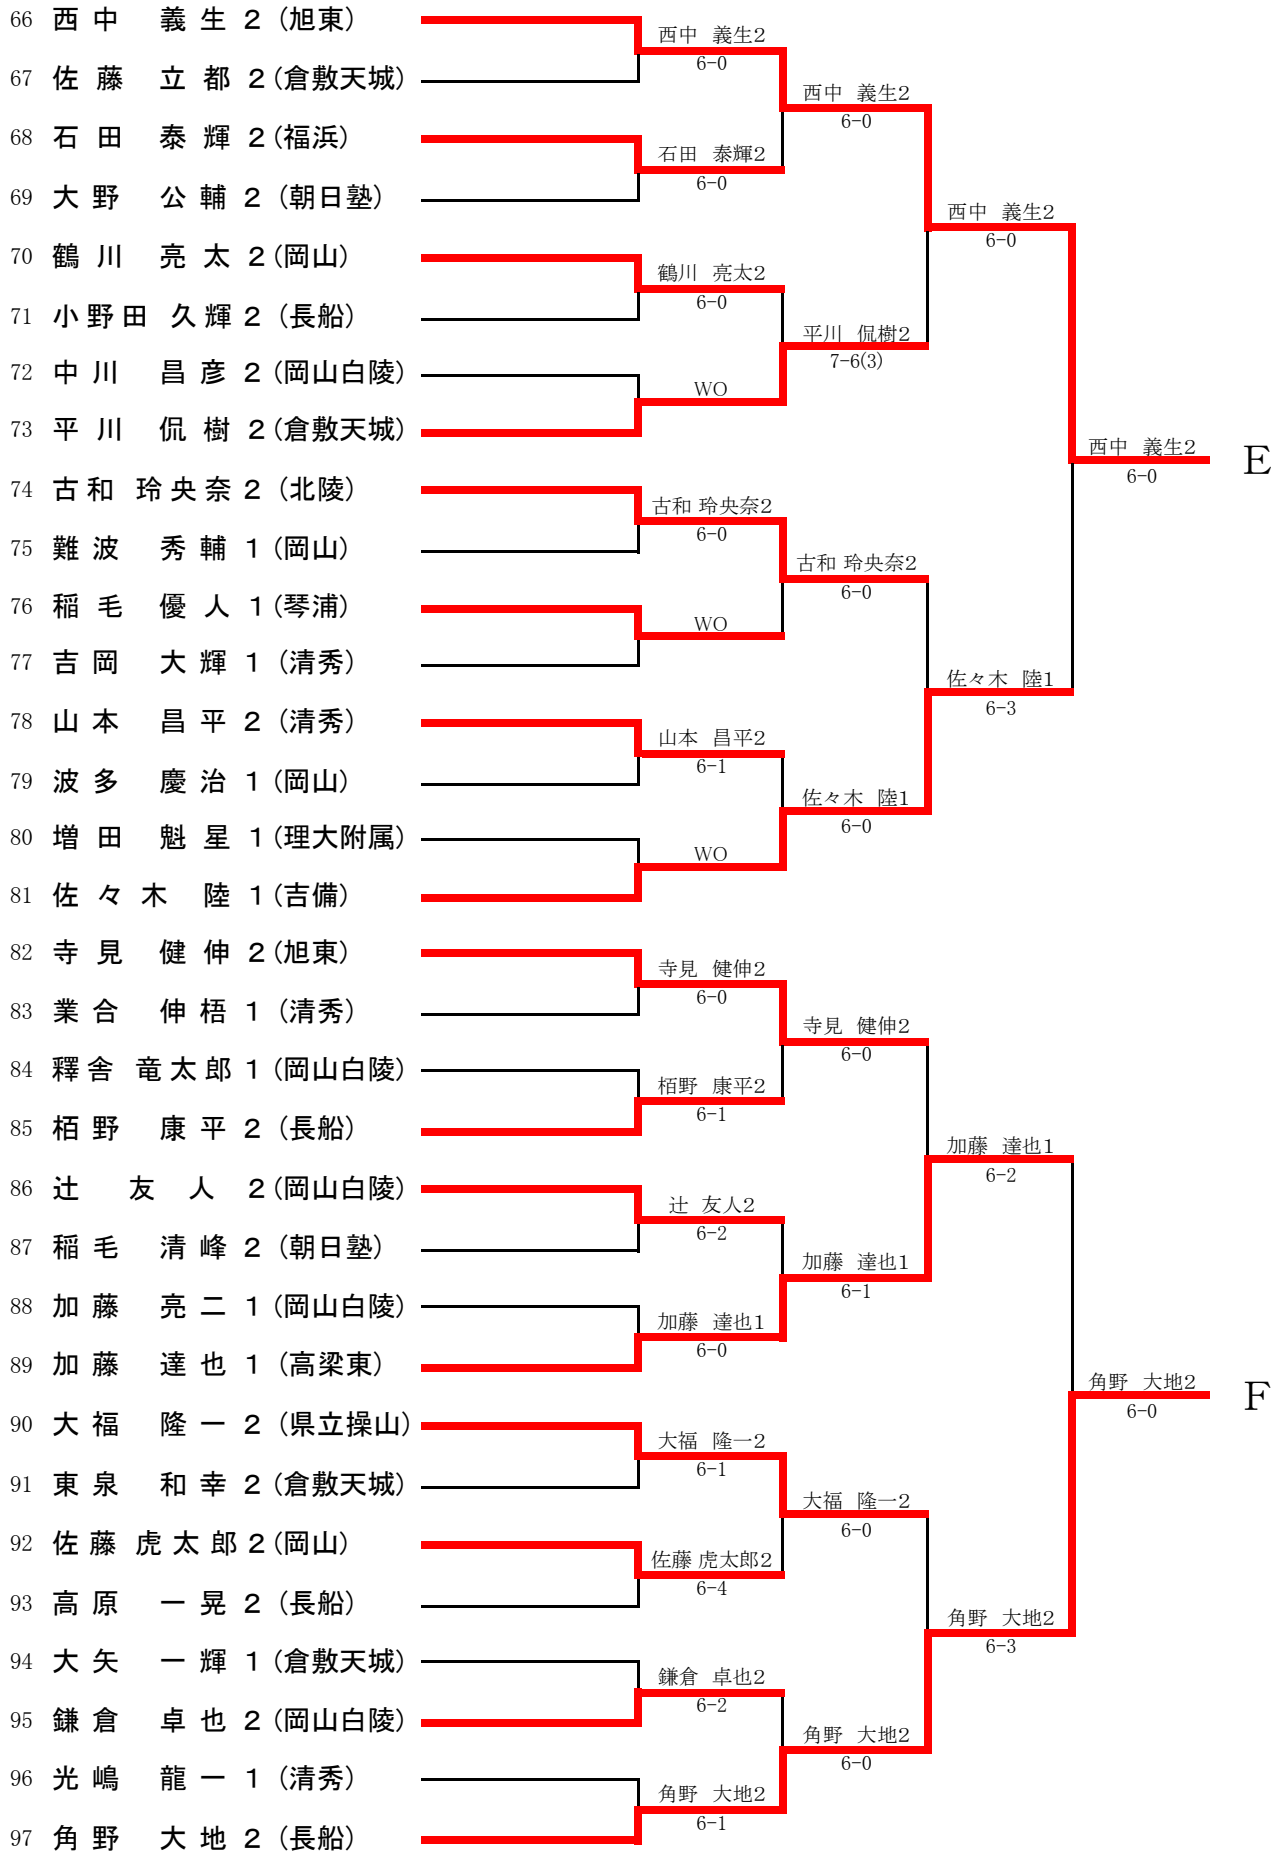 66 西中 義生 2 (旭東)
67 佐藤 立都 2 (倉敷天城)
68 石田 泰輝 2 (福浜)
69 大野 公輔 2 (朝日塾)
70 鶴川 亮太 2 (岡山)
71 小野田 久輝 2 (長船)
72 中川 昌彦 2 (岡山白陵)
73 平川 侃樹 2 (倉敷天城)
74 古和 玲央奈 2 (北陵)
75 難波 秀輔 1 (岡山)
76 稲毛 優人 1 (琴浦)
77 吉岡 大輝 1 (清秀)
78 山本 昌平 2 (清秀)
79 波多 慶治 1 (岡山)
80 増田 魁星 1 (理大附属)
81 佐々木 陸 1 (吉備)
82 寺見 健伸 2 (旭東)
83 業合 伸梧 1 (清秀)
84 釋舎 竜太郎 1 (岡山白陵)
85 栢野 康平 2 (長船)
86 辻 友人 2 (岡山白陵)
87 稲毛 清峰 2 (朝日塾)
88 加藤 亮二 1 (岡山白陵)
89 加藤 達也 1 (高梁東)
90 大福 隆一 2 (県立操山)
91 東泉 和幸 2 (倉敷天城)
92 佐藤 虎太郎 2 (岡山)
93 高原 一晃 2 (長船)
94 大矢 一輝 1 (倉敷天城)
95 鎌倉 卓也 2 (岡山白陵)
96 光嶋 龍一 1 (清秀)
97 角野 大地 2 (長船)
西中 義生2
6-0
石田 泰輝2
6-0
鶴川 亮太2
6-0
WO
古和 玲央奈2
6-0
WO
山本 昌平2
6-1
WO
寺見 健伸2
6-0
栢野 康平2
6-1
辻 友人2
6-2
加藤 達也1
6-0
大福 隆一2
6-1
佐藤 虎太郎2
6-4
鎌倉 卓也2
6-2
角野 大地2
6-1
西中 義生2
6-0
平川 侃樹2
7-6(3)
古和 玲央奈2
6-0
佐々木 陸1
6-0
寺見 健伸2
6-0
加藤 達也1
6-1
大福 隆一2
6-0
角野 大地2
6-0
西中 義生2
6-0
佐々木 陸1
6-3
加藤 達也1
6-2
角野 大地2
6-3
西中 義生2
6-0
E
角野 大地2
6-0
F